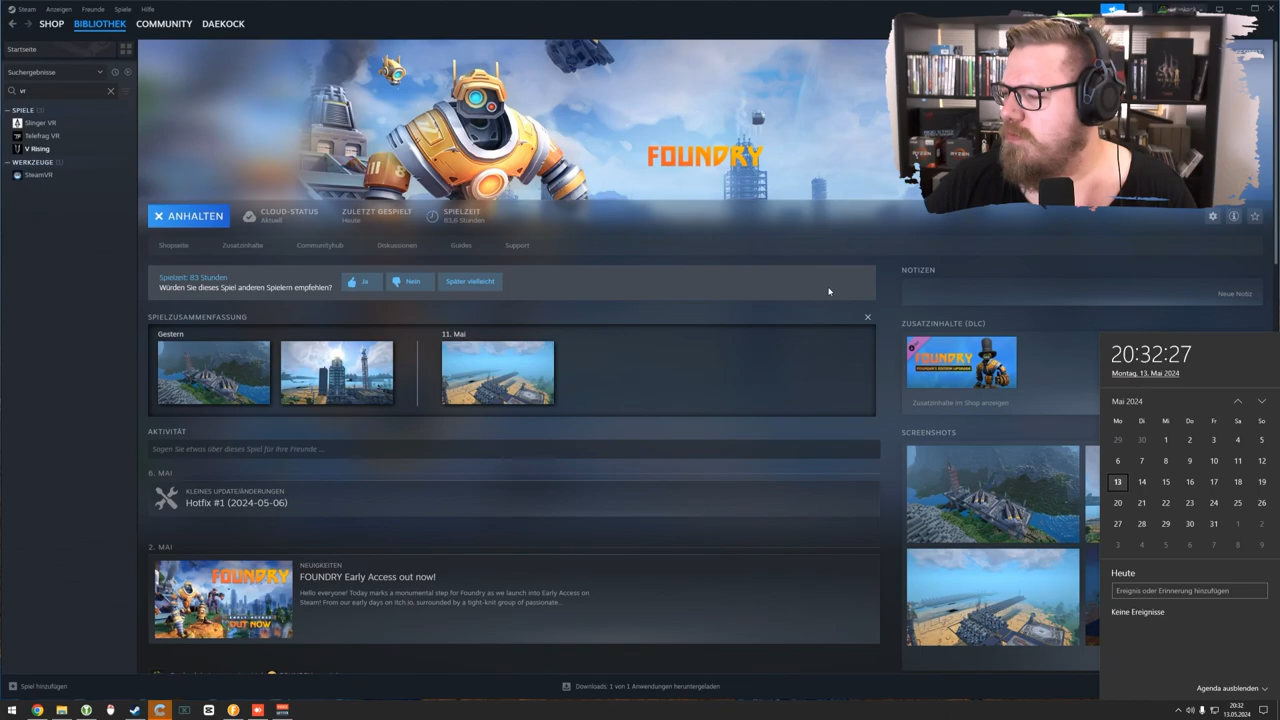 Steam Anzeigen Freunde Spiele Hilfe
SHOP BIBLIOTHEK COMMUNITY DAEKOCK
Startseite
Suchergebnisse
vr
SPIELE (3)
Slinger VR
Telefrag VR
V Rising
WERKZEUGE (1)
SteamVR
FOUNDRY
ANHALTEN
CLOUD-STATUS
Aktuell
ZULETZT GESPIELT
Heute
SPIELZEIT
83,6 Stunden
Shopseite Zusatzinhalte Communityhub Diskussionen Guides Support
Spielzeit: 83 Stunden
Würden Sie dieses Spiel anderen Spielern empfehlen?
Ja Nein Später vielleicht
SPIELZUSAMMENFASSUNG
Gestern 11. Mai
AKTIVITÄT
Sagen Sie etwas über dieses Spiel für Ihre Freunde ...
6. MAI
KLEINES UPDATE/ÄNDERUNGEN
Hotfix #1 (2024-05-06)
2. MAI
FOUNDRY
OUT NOW!
NEUIGKEITEN
FOUNDRY Early Access out now!
Hello everyone! Today marks a monumental step for Foundry as we launch into Early Access on
Steam! From our early days on Itch.io, surrounded by a tight-knit group of passionate...
NOTIZEN
Neue Notiz
ZUSATZINHALTE (DLC)
FOUNDRY
Zusatzinhalte im Shop anzeigen
SCREENSHOTS
20:32:27
Montag, 13. Mai 2024
Mai 2024
Mo Di Mi Do Fr Sa So
29 30 1 2 3 4 5
6 7 8 9 10 11 12
13 14 15 16 17 18 19
20 21 22 23 24 25 26
27 28 29 30 31 1 2
3 4 5 6 7 8 9
Heute
Ereignis oder Erinnerung hinzufügen
Keine Ereignisse
Agenda ausblenden
Spiel hinzufügen
Downloads: 1 von 1 Anwendungen heruntergeladen
20:32
13.05.2024